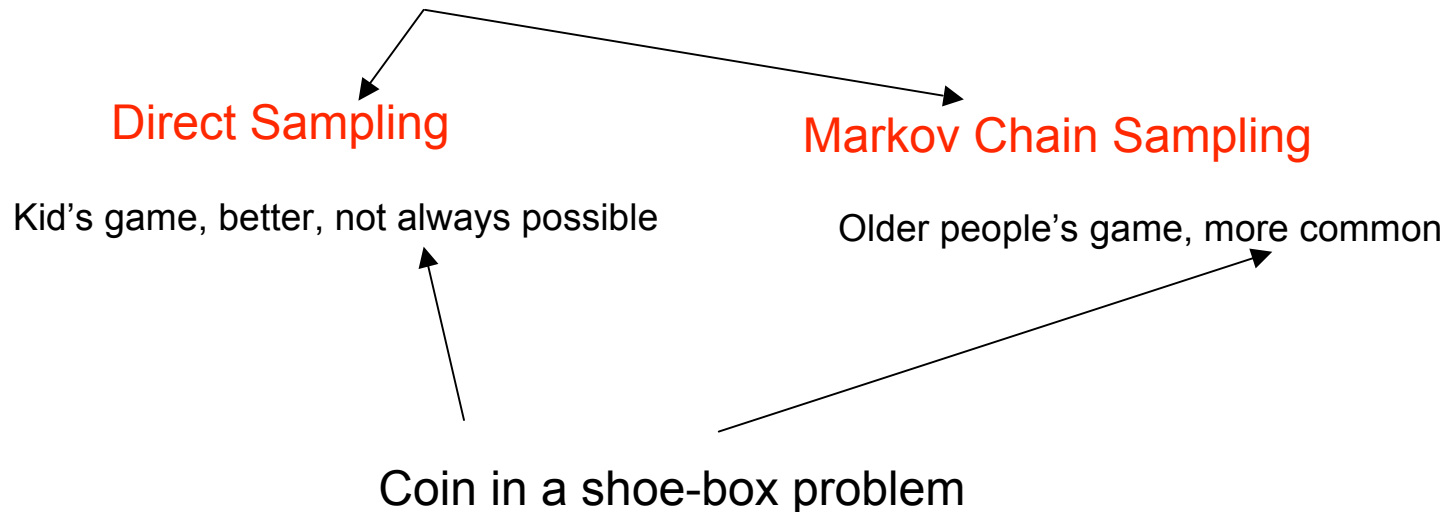 Direct Sampling
Markov Chain Sampling
Kid's game, better, not always possible
Older people's game, more common
Coin in a shoe-box problem